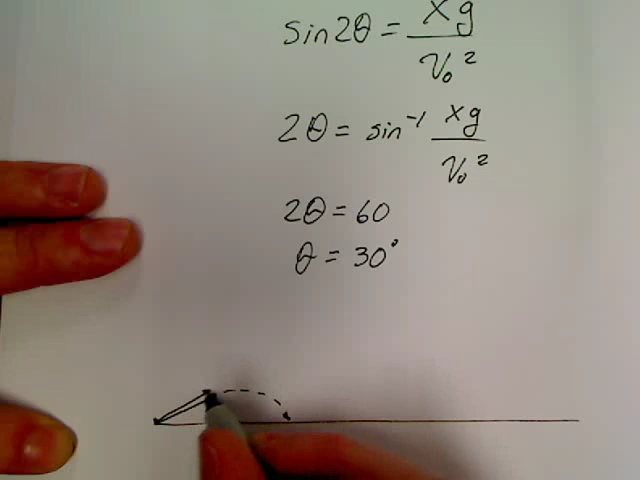 sin2θ = xg/v₀²
2θ = sin⁻¹ xg/v₀²
2θ = 60
θ = 30°